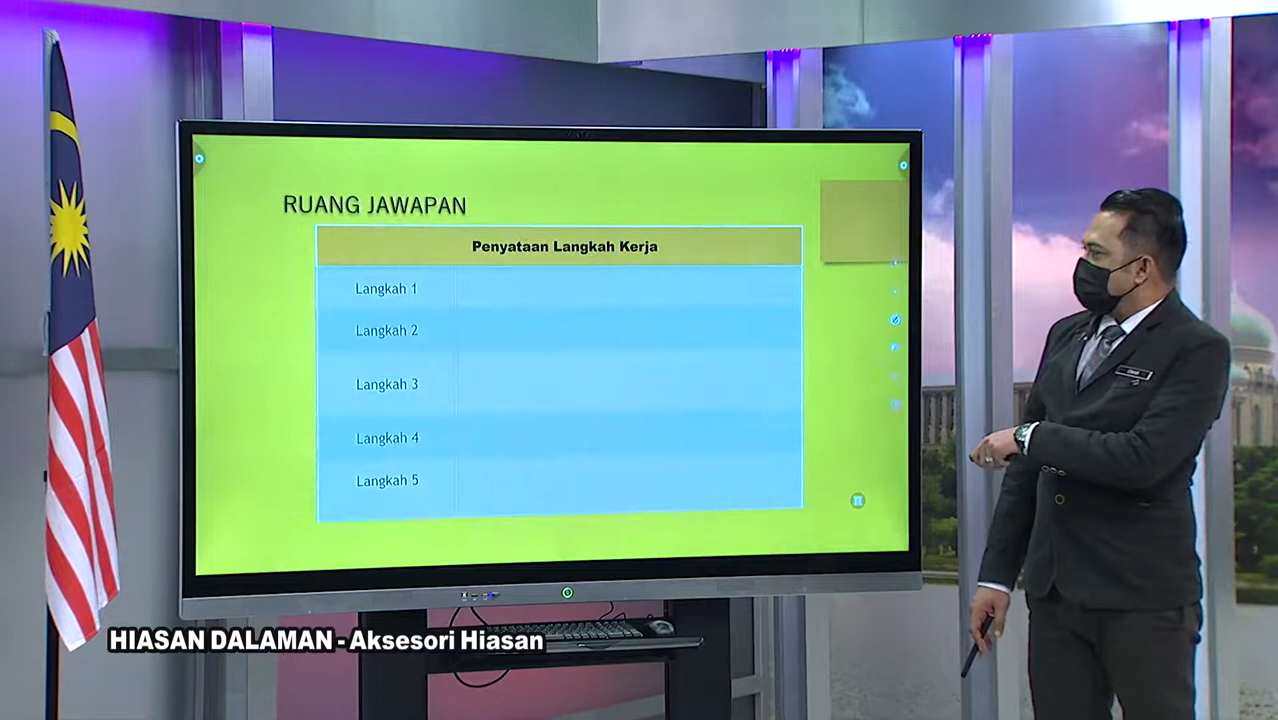 RUANG JAWAPAN
Penyataan Langkah Kerja
Langkah 1
Langkah 2
Langkah 3
Langkah 4
Langkah 5
HIASAN DALAMAN - Aksesori Hiasan